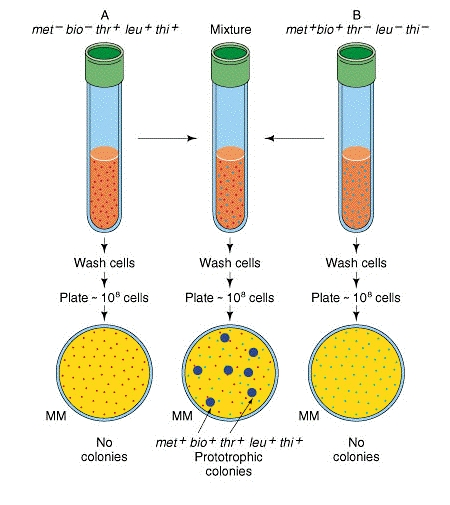 A
met⁻ bio⁻ thr⁺ leu⁺ thi⁺
Mixture
B
met⁺bio⁺ thr⁻ leu⁻ thi⁻
Wash cells
Wash cells
Wash cells
Plate ~ 10⁸ cells
Plate ~ 10⁸ cells
Plate ~ 10⁸ cells
MM
MM
MM
No
colonies
met⁺ bio⁺ thr⁺ leu⁺ thi⁺
Prototrophic
colonies
No
colonies